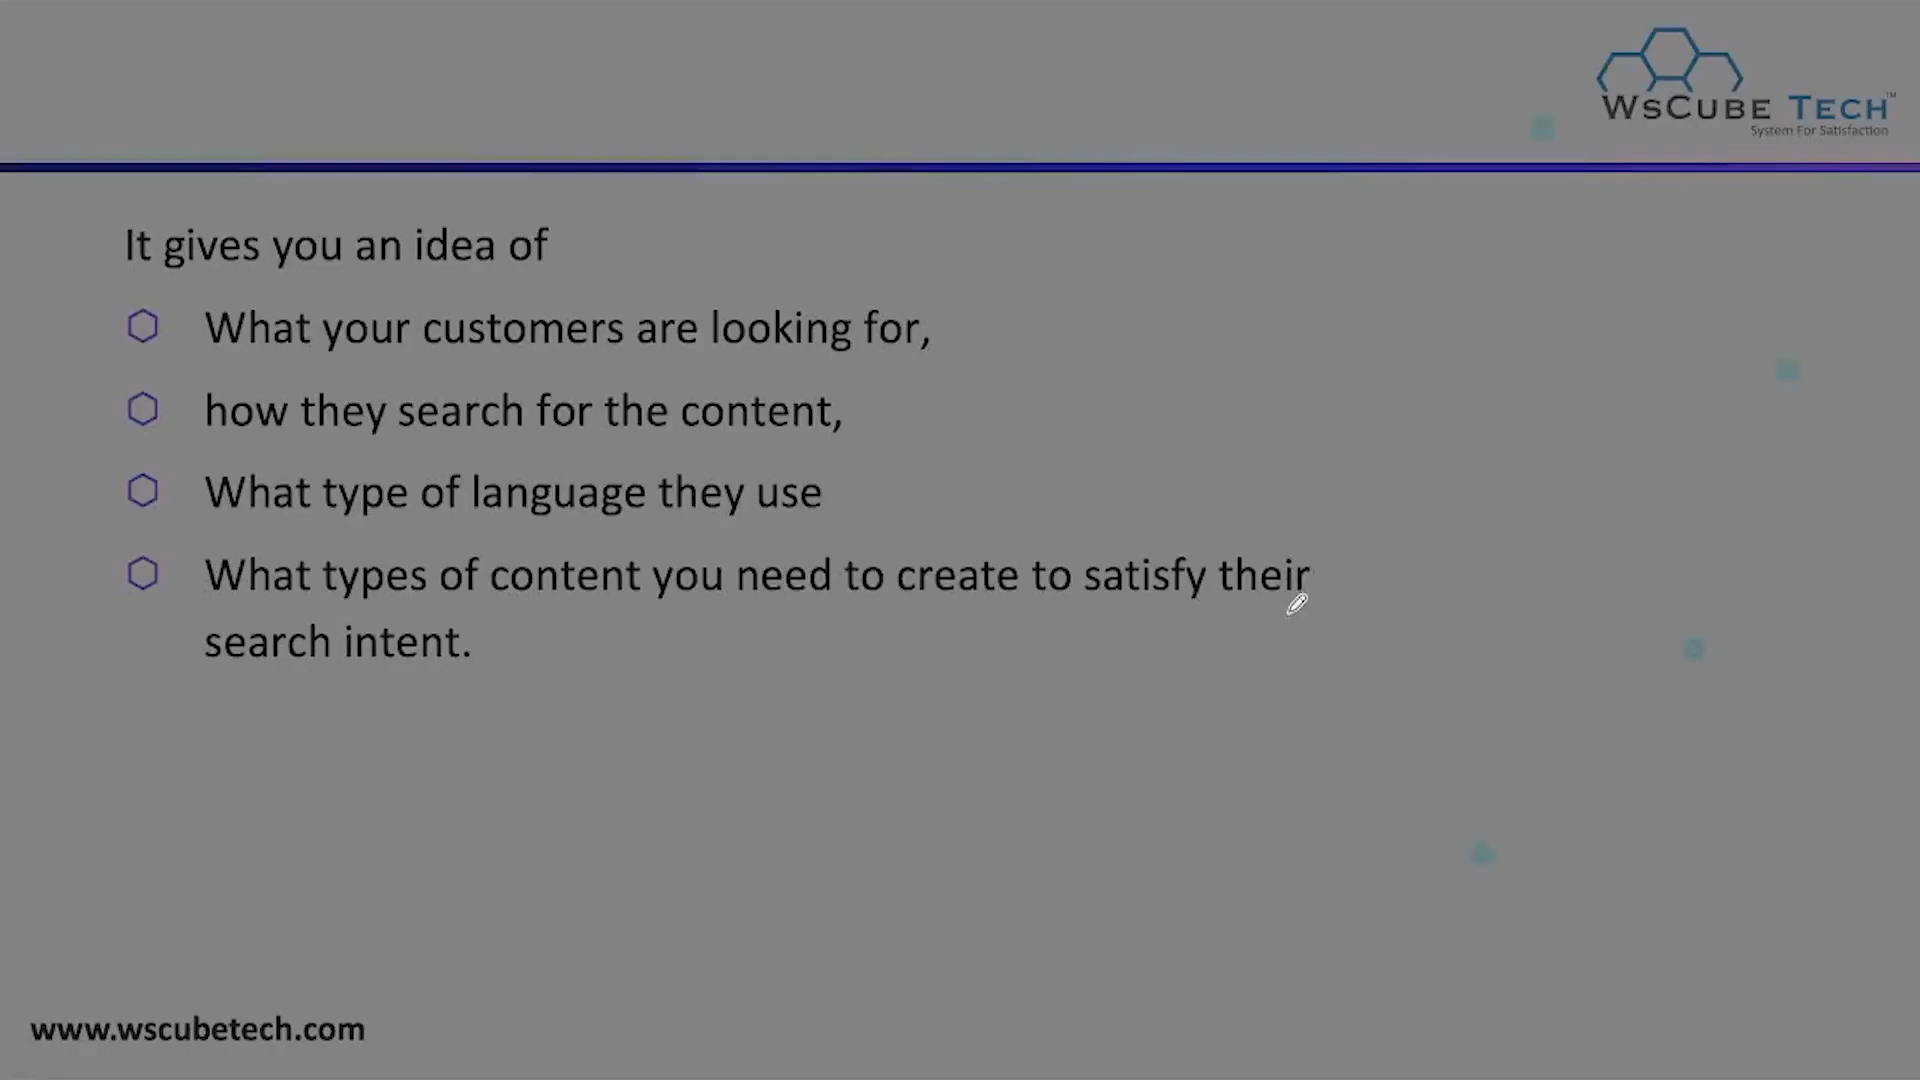 WSCUBE TECH™
System For Satisfaction
It gives you an idea of
What your customers are looking for,
how they search for the content,
What type of language they use
What types of content you need to create to satisfy their
search intent.
www.wscubetech.com